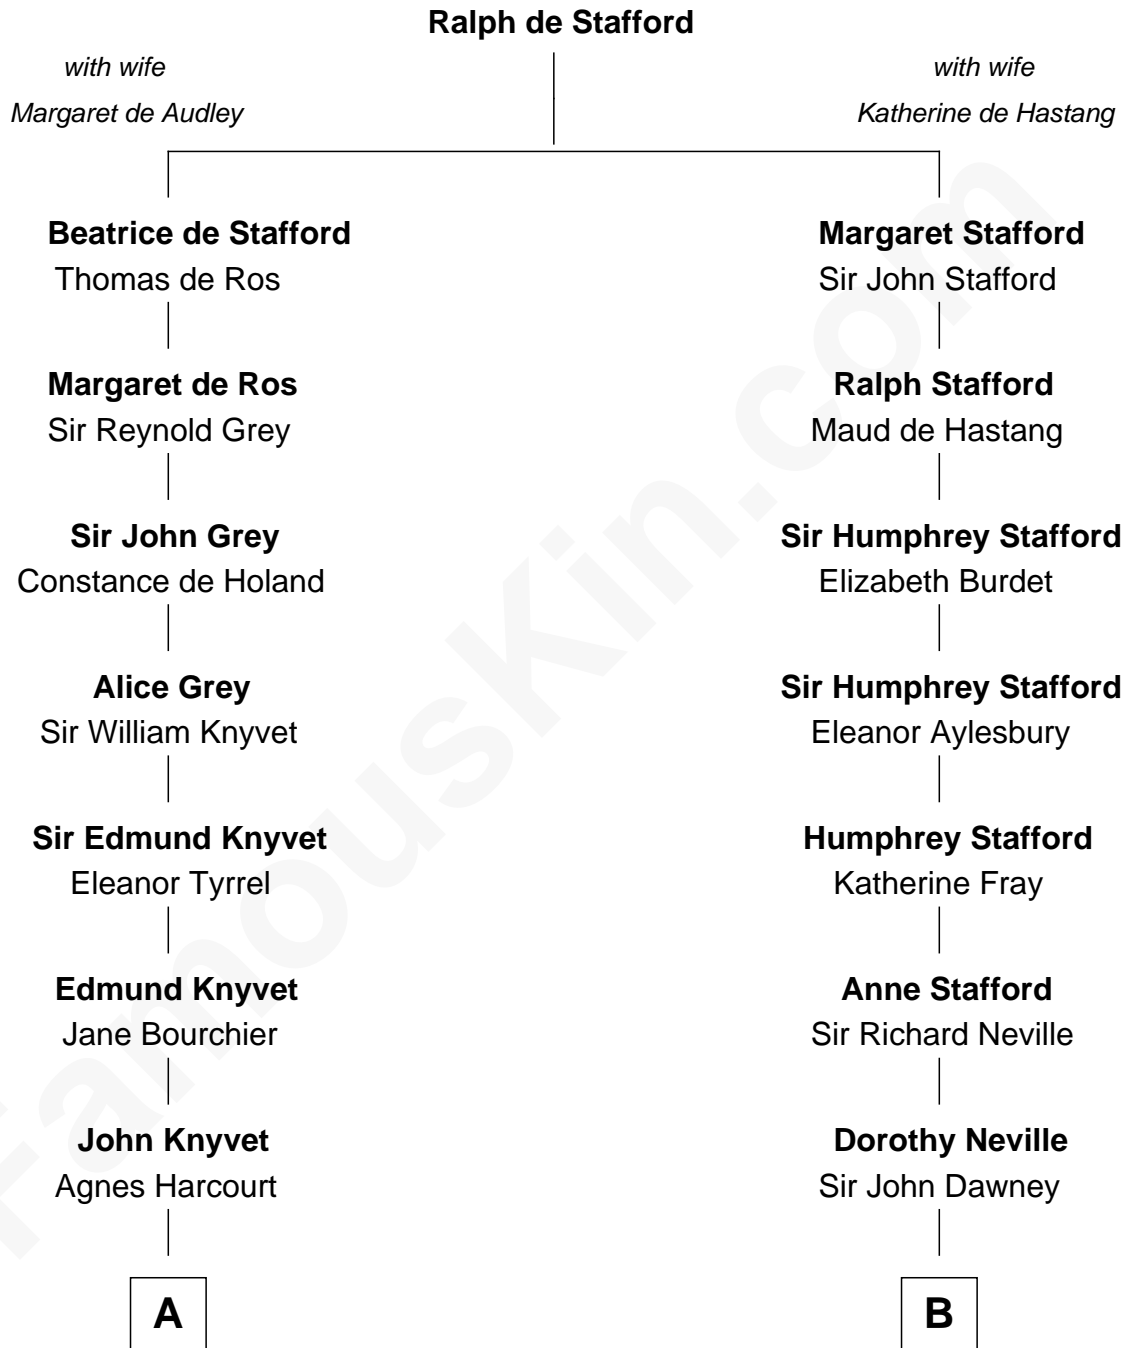 Ralph de Stafford
with wife
Margaret de Audley
with wife
Katherine de Hastang
Beatrice de Stafford
Thomas de Ros
Margaret Stafford
Sir John Stafford
Margaret de Ros
Sir Reynold Grey
Ralph Stafford
Maud de Hastang
Sir John Grey
Constance de Holand
Sir Humphrey Stafford
Elizabeth Burdet
Alice Grey
Sir William Knyvet
Sir Humphrey Stafford
Eleanor Aylesbury
Sir Edmund Knyvet
Eleanor Tyrrel
Humphrey Stafford
Katherine Fray
Edmund Knyvet
Jane Bourchier
Anne Stafford
Sir Richard Neville
John Knyvet
Agnes Harcourt
Dorothy Neville
Sir John Dawney
A
B
FamousKin.com